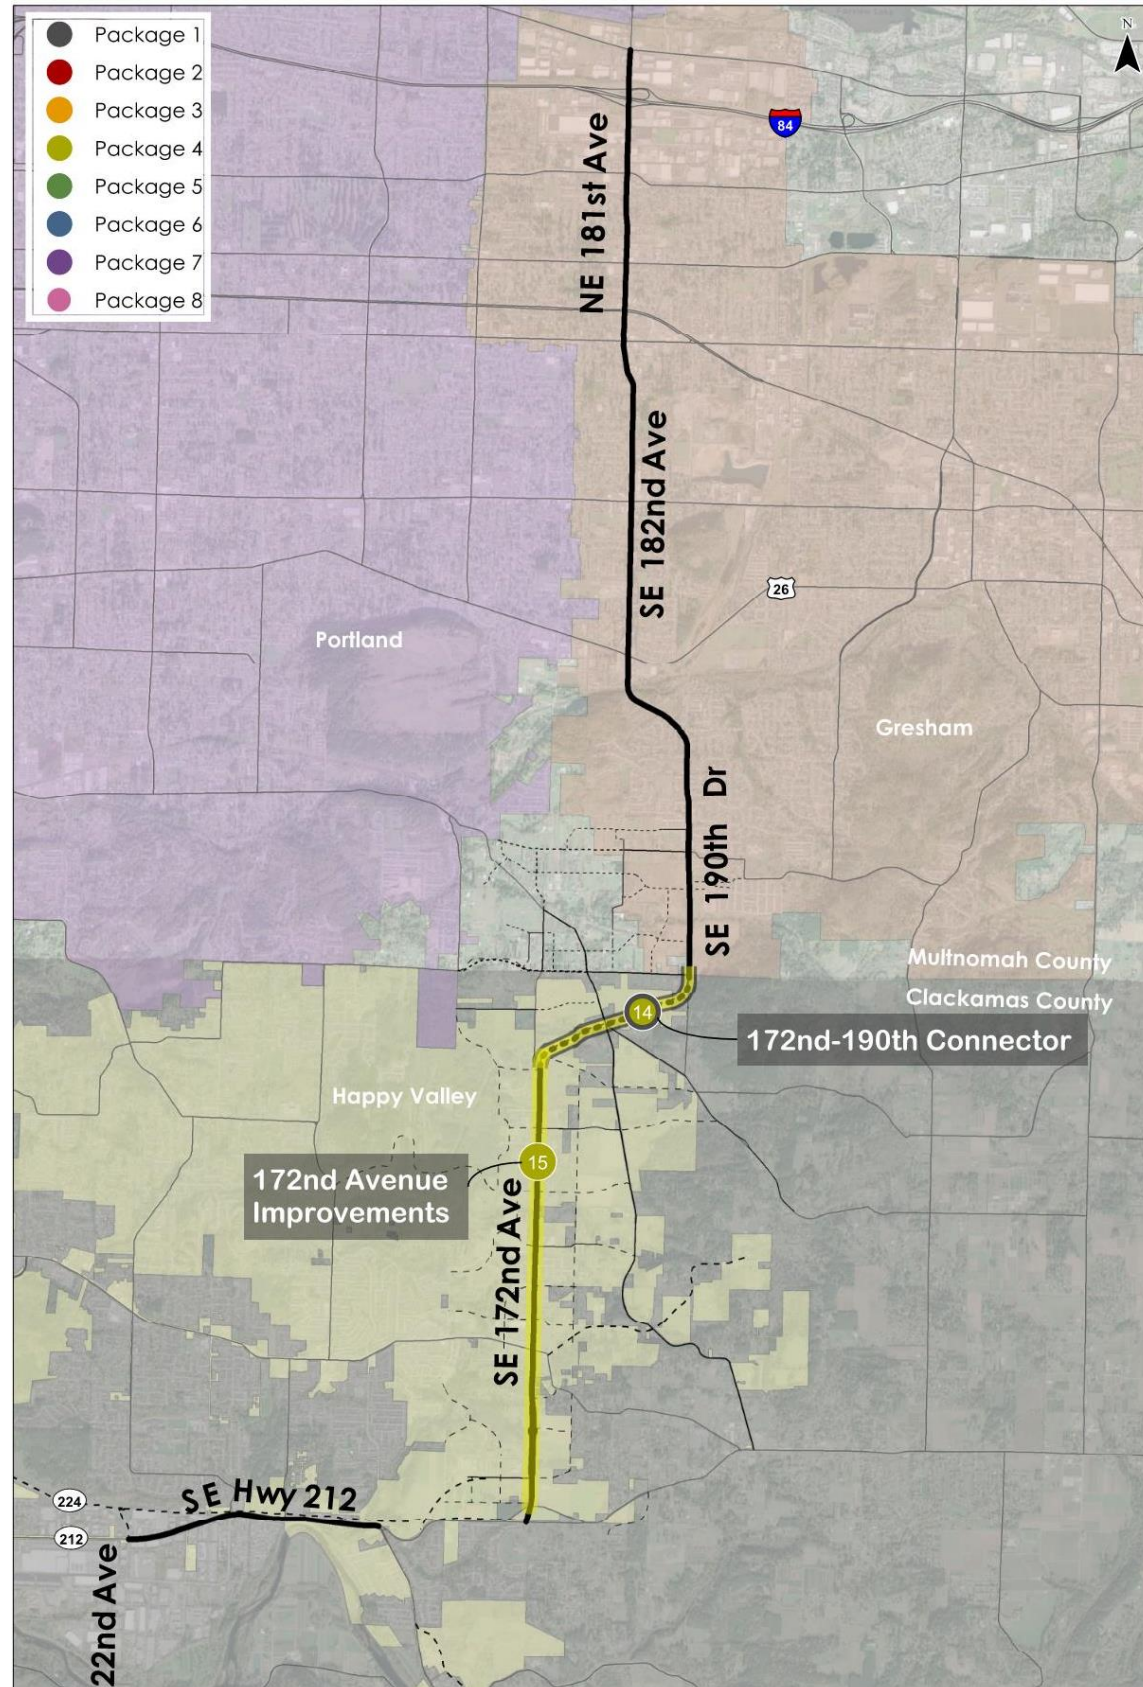 Package 1
Package 2
Package 3
Package 4
Package 5
Package 6
Package 7
Package 8
N
84
NE 181st Ave
SE 182nd Ave
26
Portland
Gresham
SE 190th Dr
Multnomah County
Clackamas County
14
172nd-190th Connector
Happy Valley
15
172nd Avenue
Improvements
SE 172nd Ave
224
SE Hwy 212
212
22nd Ave